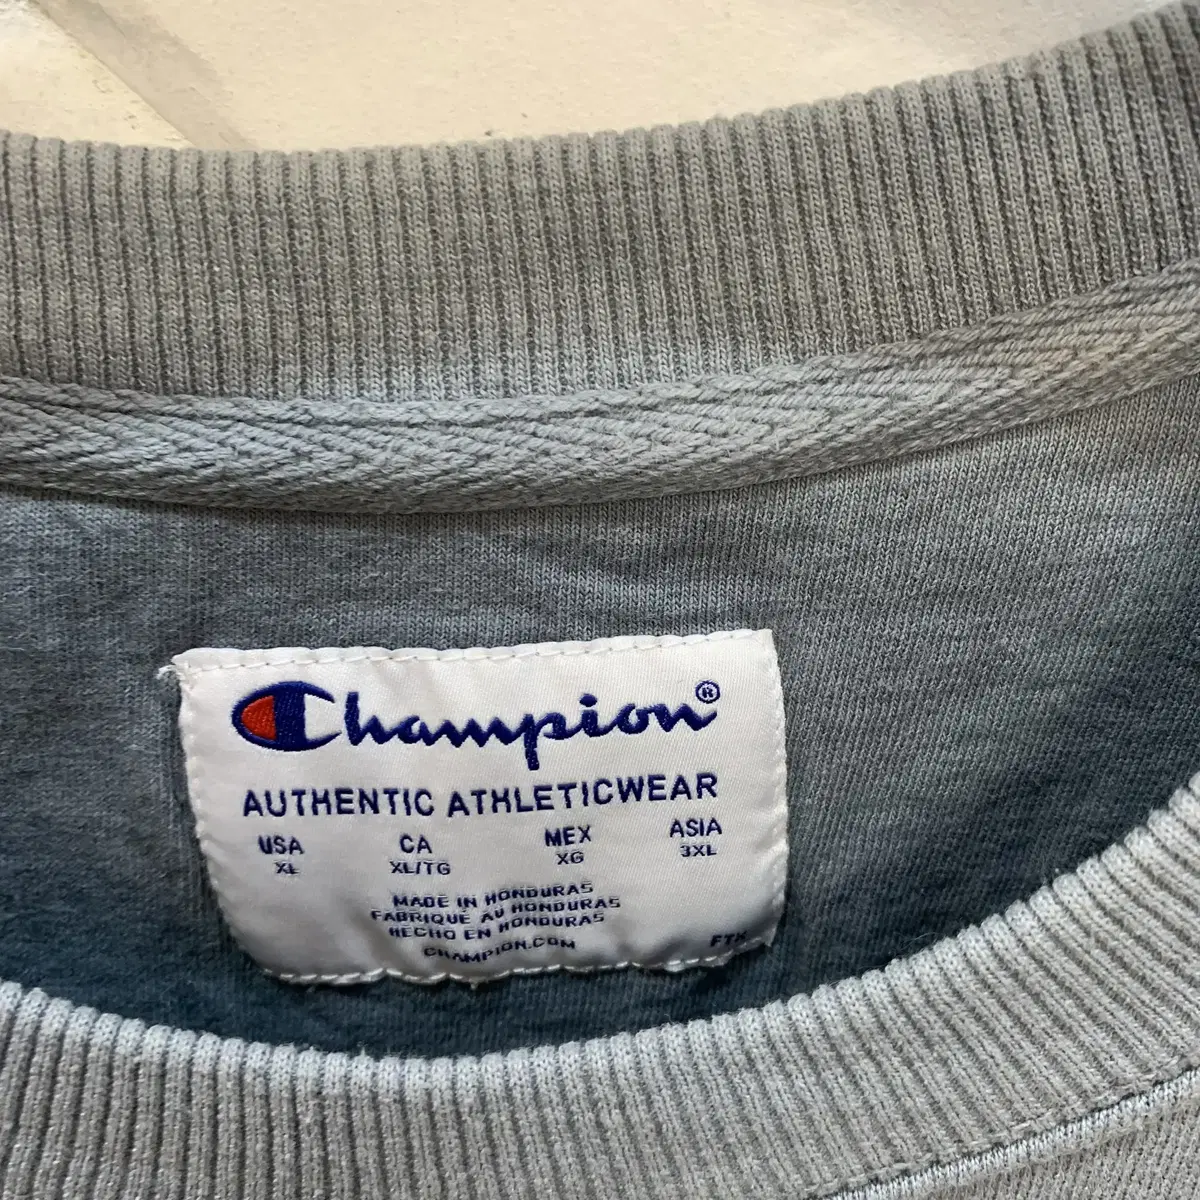 Champion®
AUTHENTIC ATHLETICWEAR
USA CA MEX ASIA
XL XL/TG XG 3XL
MADE IN HONDURAS
FABRIQUÉ AU HONDURAS
HECHO EN HONDURAS
CHAMPION.COM